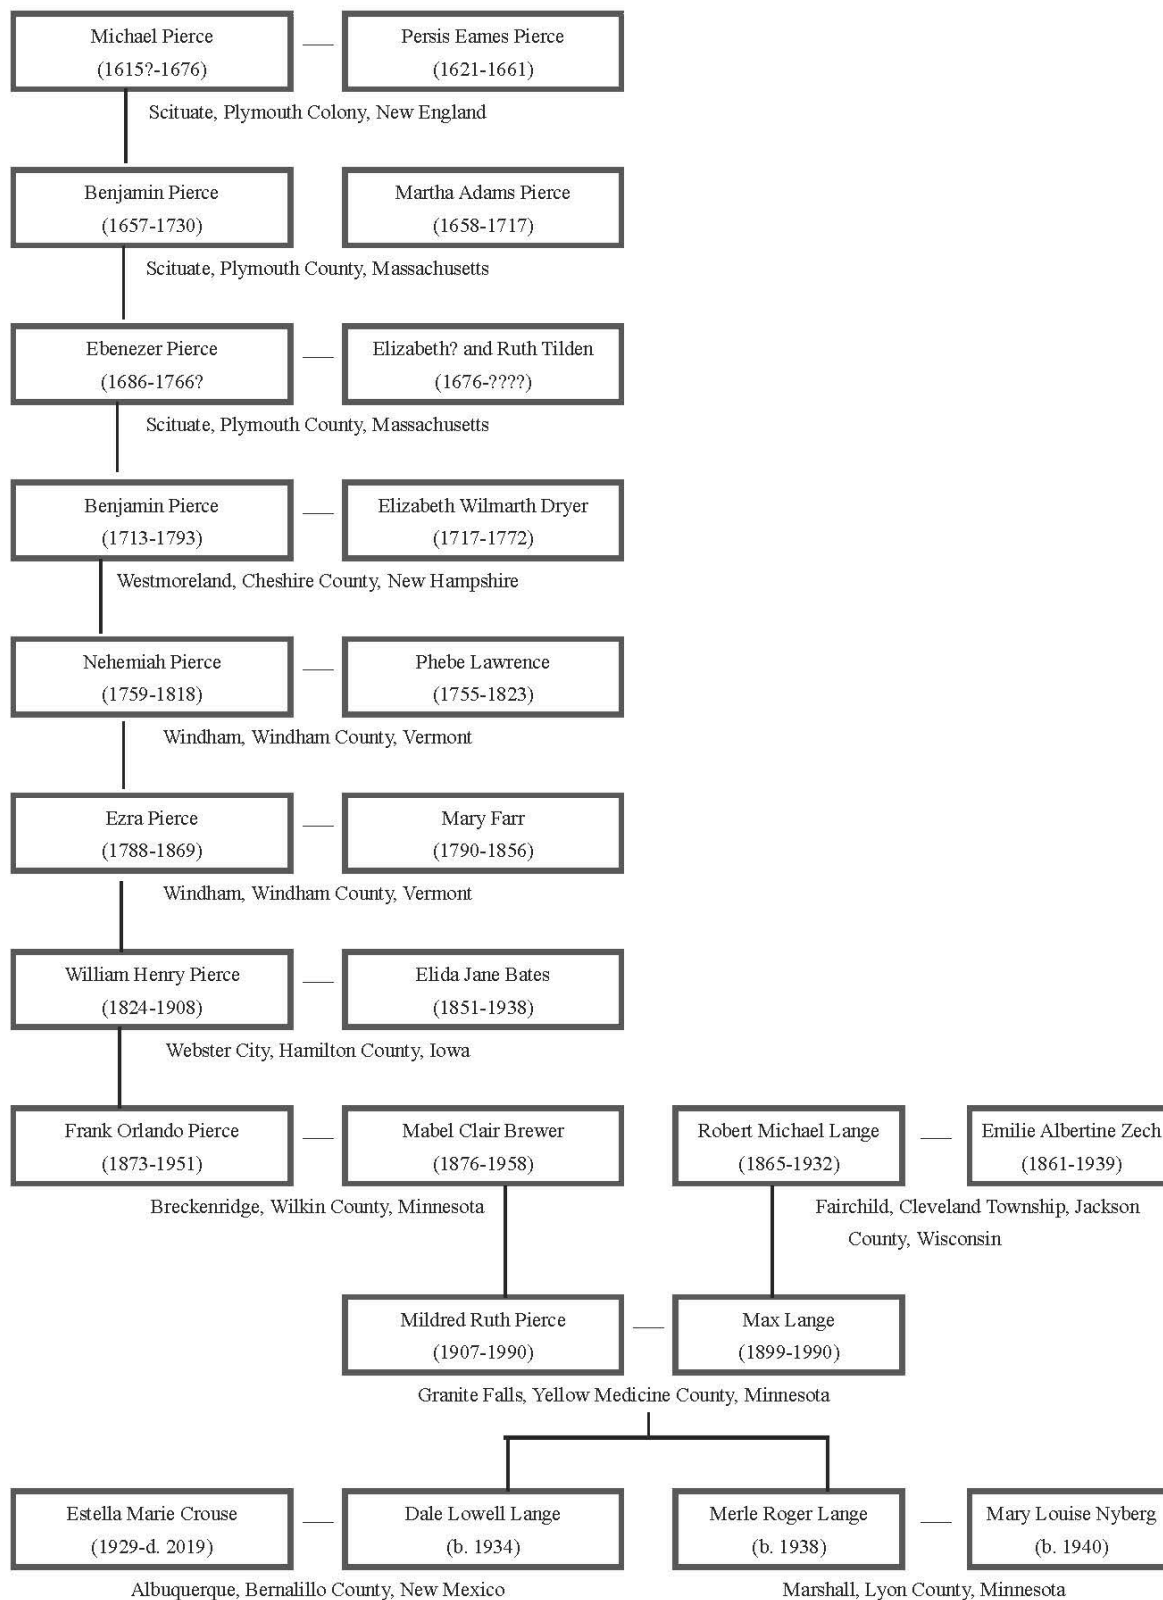 Michael Pierce
(1615?-1676)
Persis Eames Pierce
(1621-1661)
Scituate, Plymouth Colony, New England
Benjamin Pierce
(1657-1730)
Martha Adams Pierce
(1658-1717)
Scituate, Plymouth County, Massachusetts
Ebenezer Pierce
(1686-1766?
Elizabeth? and Ruth Tilden
(1676-????)
Scituate, Plymouth County, Massachusetts
Benjamin Pierce
(1713-1793)
Elizabeth Wilmarth Dryer
(1717-1772)
Westmoreland, Cheshire County, New Hampshire
Nehemiah Pierce
(1759-1818)
Phebe Lawrence
(1755-1823)
Windham, Windham County, Vermont
Ezra Pierce
(1788-1869)
Mary Farr
(1790-1856)
Windham, Windham County, Vermont
William Henry Pierce
(1824-1908)
Elida Jane Bates
(1851-1938)
Webster City, Hamilton County, Iowa
Frank Orlando Pierce
(1873-1951)
Mabel Clair Brewer
(1876-1958)
Robert Michael Lange
(1865-1932)
Emilie Albertine Zech
(1861-1939)
Breckenridge, Wilkin County, Minnesota
Fairchild, Cleveland Township, Jackson
County, Wisconsin
Mildred Ruth Pierce
(1907-1990)
Max Lange
(1899-1990)
Granite Falls, Yellow Medicine County, Minnesota
Estella Marie Crouse
(1929-d. 2019)
Dale Lowell Lange
(b. 1934)
Merle Roger Lange
(b. 1938)
Mary Louise Nyberg
(b. 1940)
Albuquerque, Bernalillo County, New Mexico
Marshall, Lyon County, Minnesota